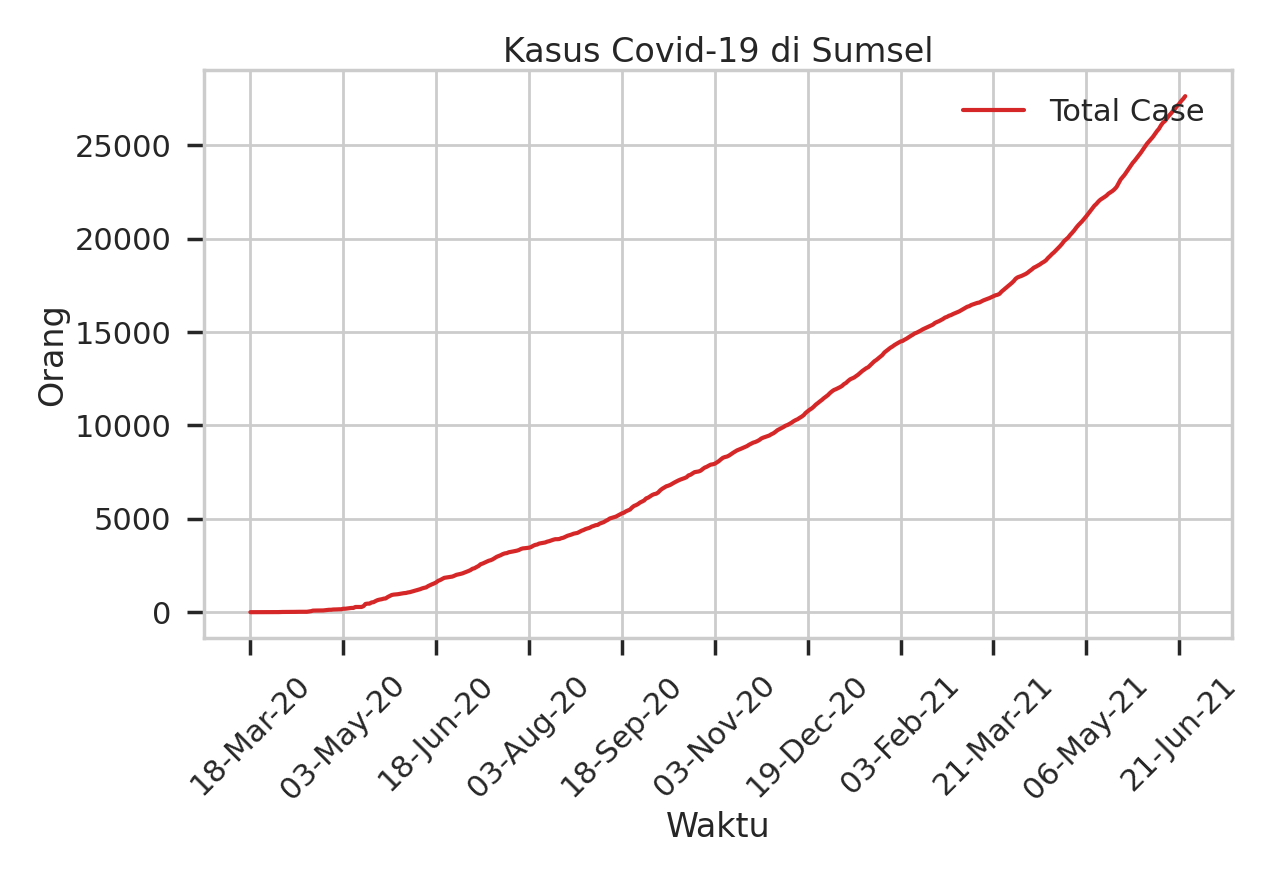 Kasus Covid-19 di Sumsel
Total Case
Orang
25000
20000
15000
10000
5000
0
18-Mar-20
03-May-20
18-Jun-20
03-Aug-20
18-Sep-20
03-Nov-20
19-Dec-20
03-Feb-21
21-Mar-21
06-May-21
21-Jun-21
Waktu